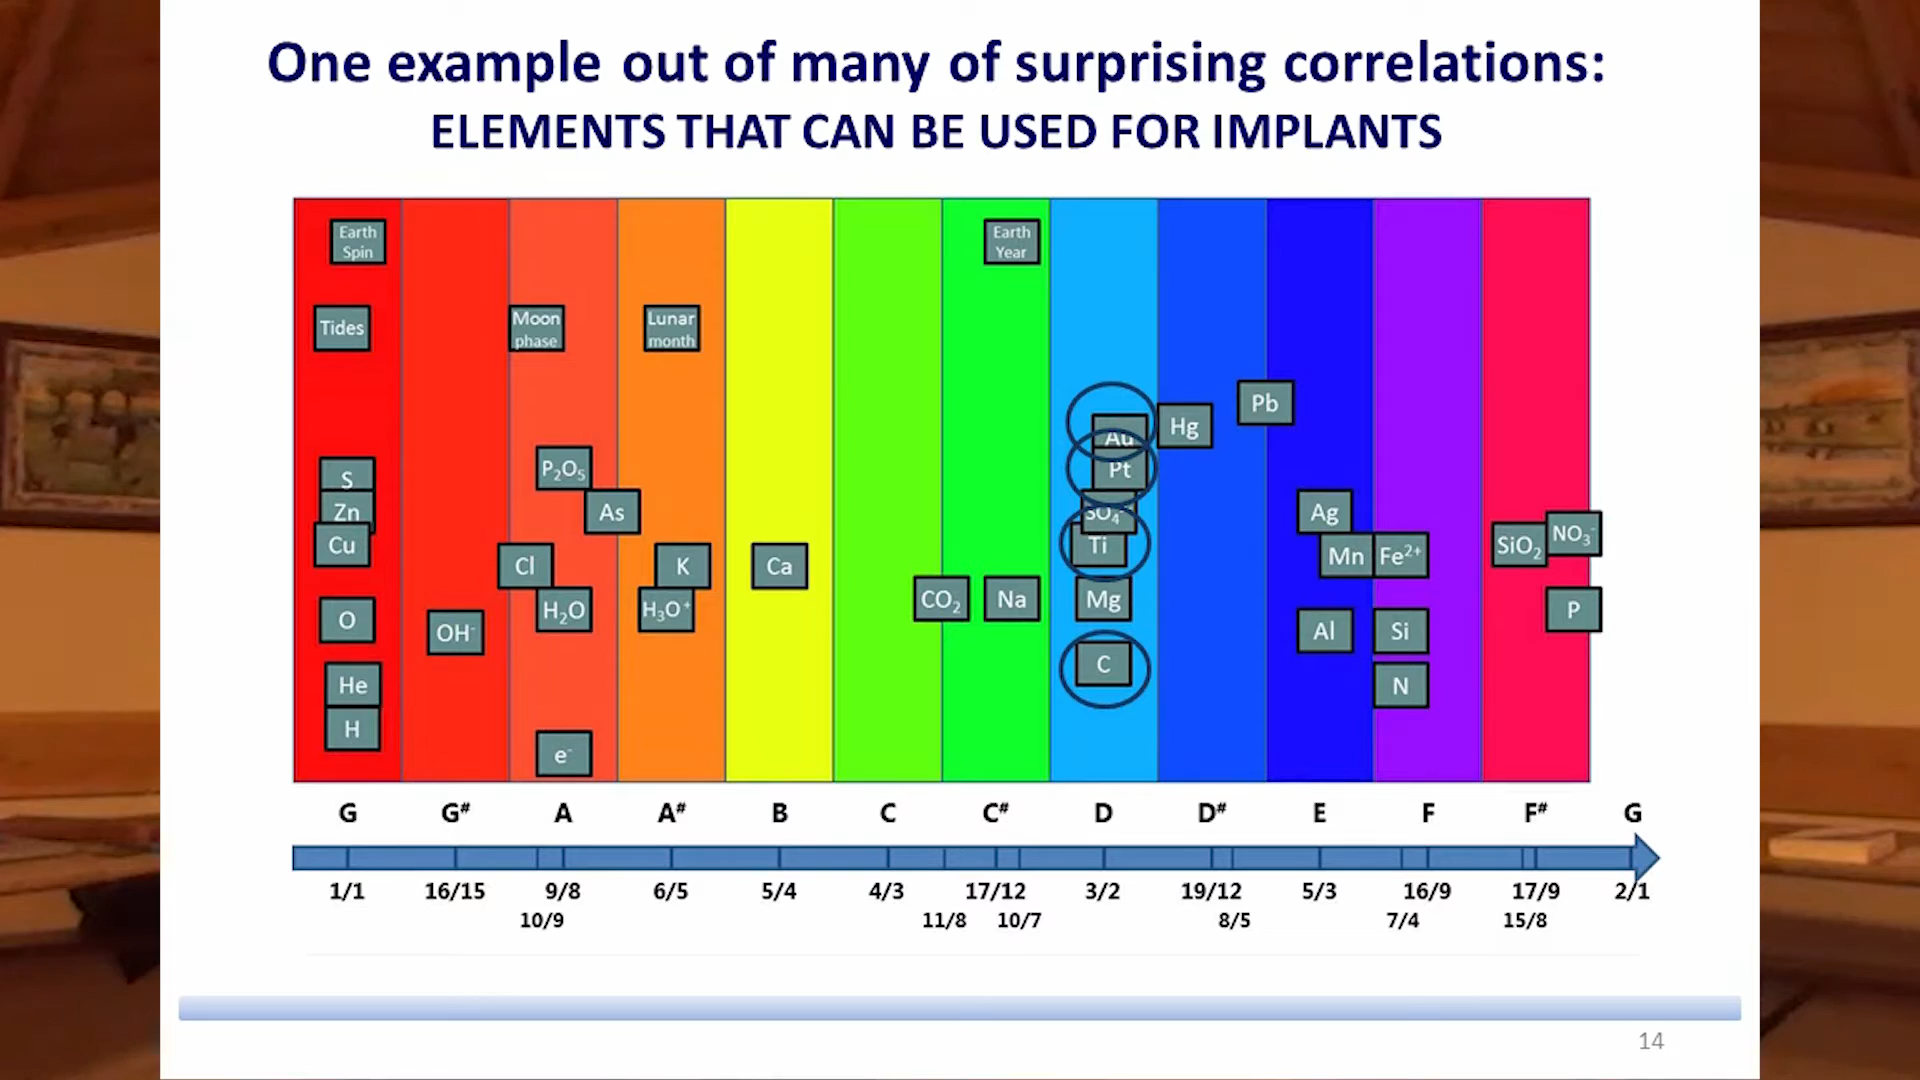 One example out of many of surprising correlations:
ELEMENTS THAT CAN BE USED FOR IMPLANTS
Earth
Spin
Earth
Year
Tides
Moon
phase
Lunar
month
Pb
Au
Hg
Pt
S
P₂O₅
Zn
As
SO₄
Ag
Cu
Ti
SiO₂
NO₃⁻
Cl
K
Ca
Mn
Fe²⁺
O
OH⁻
H₂O
H₃O⁺
CO₂
Na
Mg
Al
Si
P
He
C
N
H
e⁻
G G# A A# B C C# D D# E F F# G
1/1 16/15 9/8 6/5 5/4 4/3 17/12 3/2 19/12 5/3 16/9 17/9 2/1
10/9 11/8 10/7 8/5 7/4 15/8
14